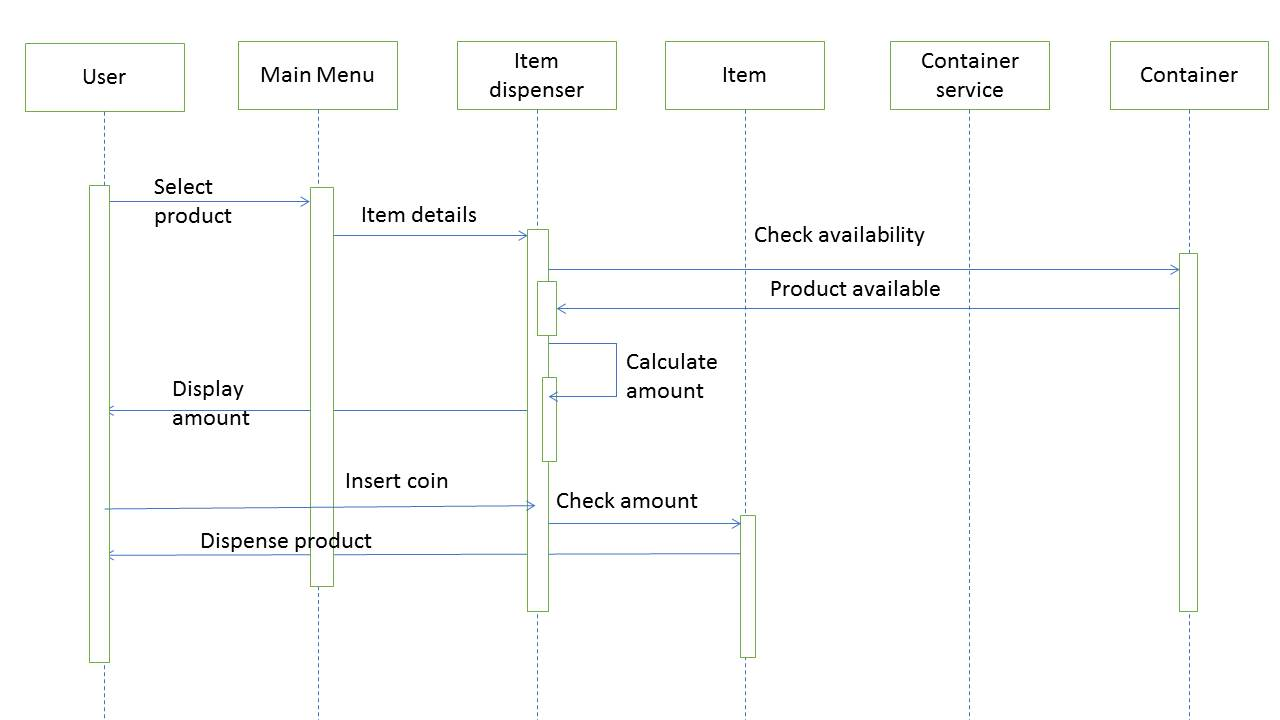 User
Main Menu
Item
dispenser
Item
Container
service
Container
Select
product
Item details
Check availability
Product available
Calculate
amount
Display
amount
Insert coin
Check amount
Dispense product